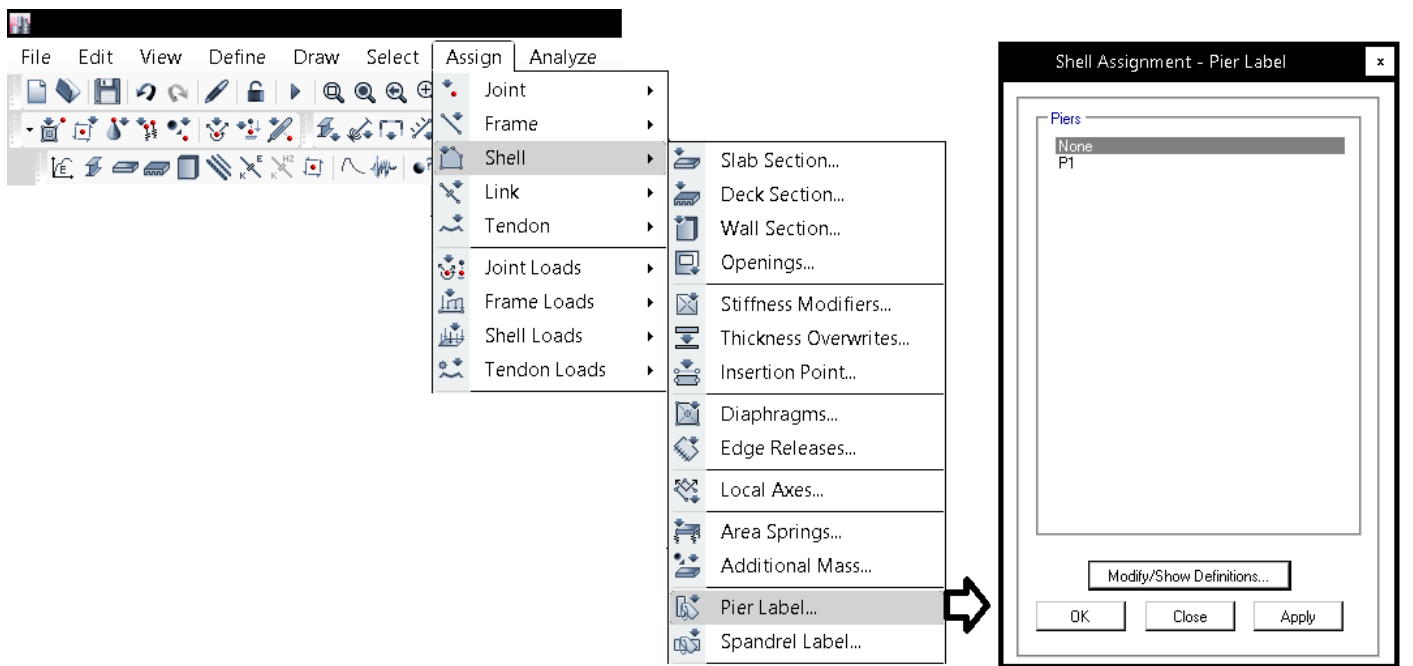 File Edit View Define Draw Select Assign Analyze
Joint
Frame
Shell
Link
Tendon
Joint Loads
Frame Loads
Shell Loads
Tendon Loads
Slab Section...
Deck Section...
Wall Section...
Openings...
Stiffness Modifiers...
Thickness Overwrites...
Insertion Point...
Diaphragms...
Edge Releases...
Local Axes...
Area Springs...
Additional Mass...
Pier Label...
Spandrel Label...
Shell Assignment - Pier Label x
Piers
None
P1
Modify/Show Definitions...
OK Close Apply